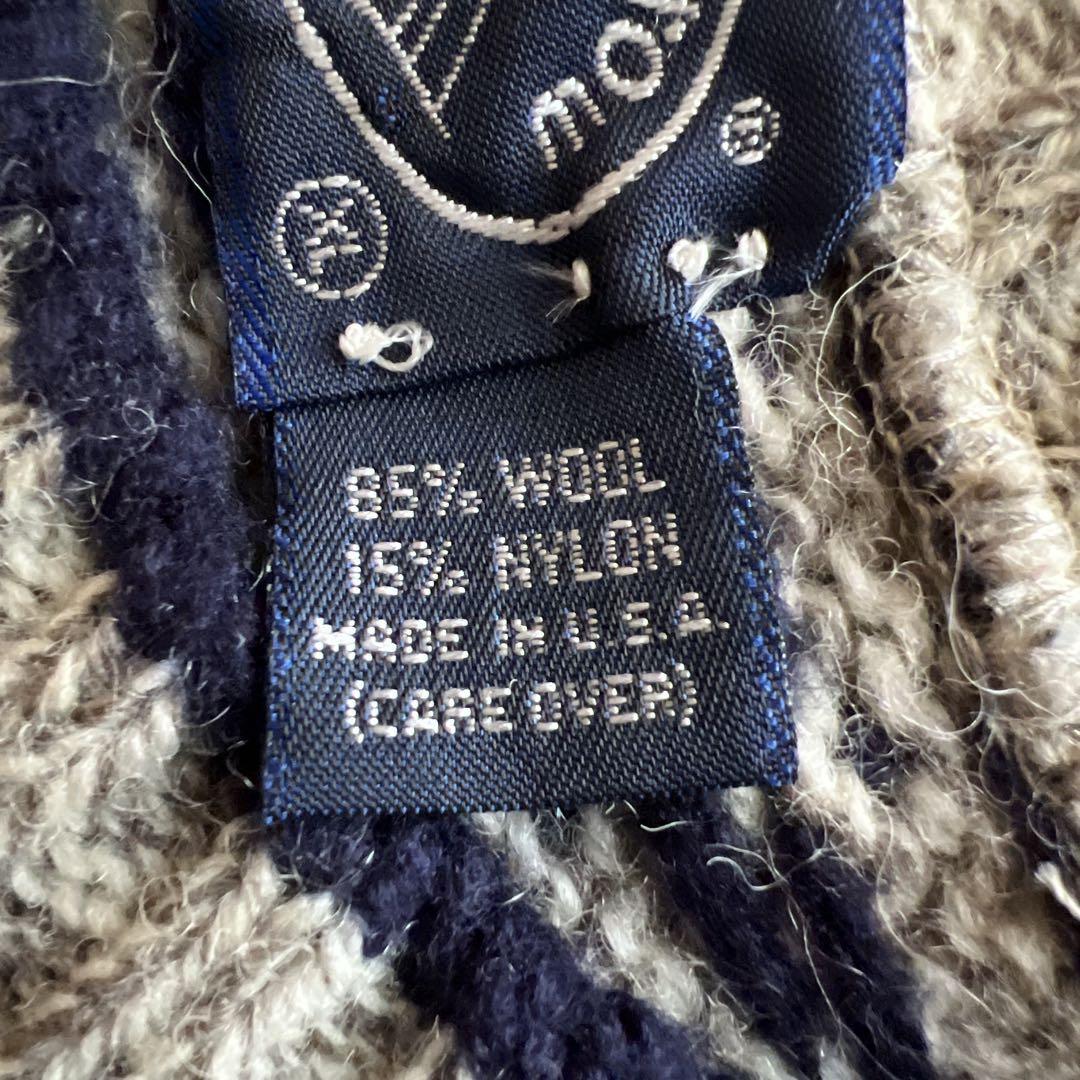 85% WOOL
15% NYLON
MADE IN U.S.A.
(CARE OVER)